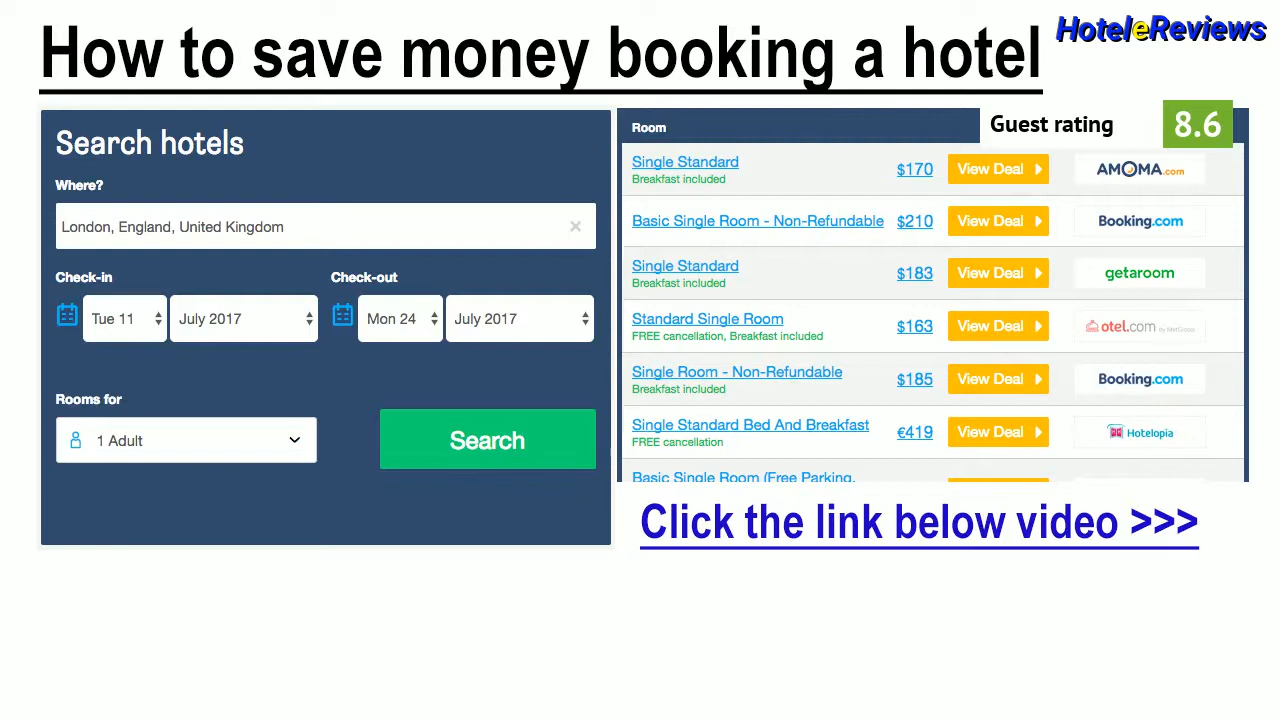 How to save money booking a hotel
HoteleReviews
Search hotels
Where?
London, England, United Kingdom
Check-in
Check-out
Tue 11
July 2017
Mon 24
July 2017
Rooms for
1 Adult
Search
Room
Guest rating
8.6
Single Standard
Breakfast included
$170
View Deal
AMOMA.com
Basic Single Room - Non-Refundable
$210
View Deal
Booking.com
Single Standard
Breakfast included
$183
View Deal
getaroom
Standard Single Room
FREE cancellation, Breakfast included
$163
View Deal
otel.com
Single Room - Non-Refundable
Breakfast included
$185
View Deal
Booking.com
Single Standard Bed And Breakfast
FREE cancellation
€419
View Deal
Hotelopia
Basic Single Room (Free Parking,
Click the link below video >>>